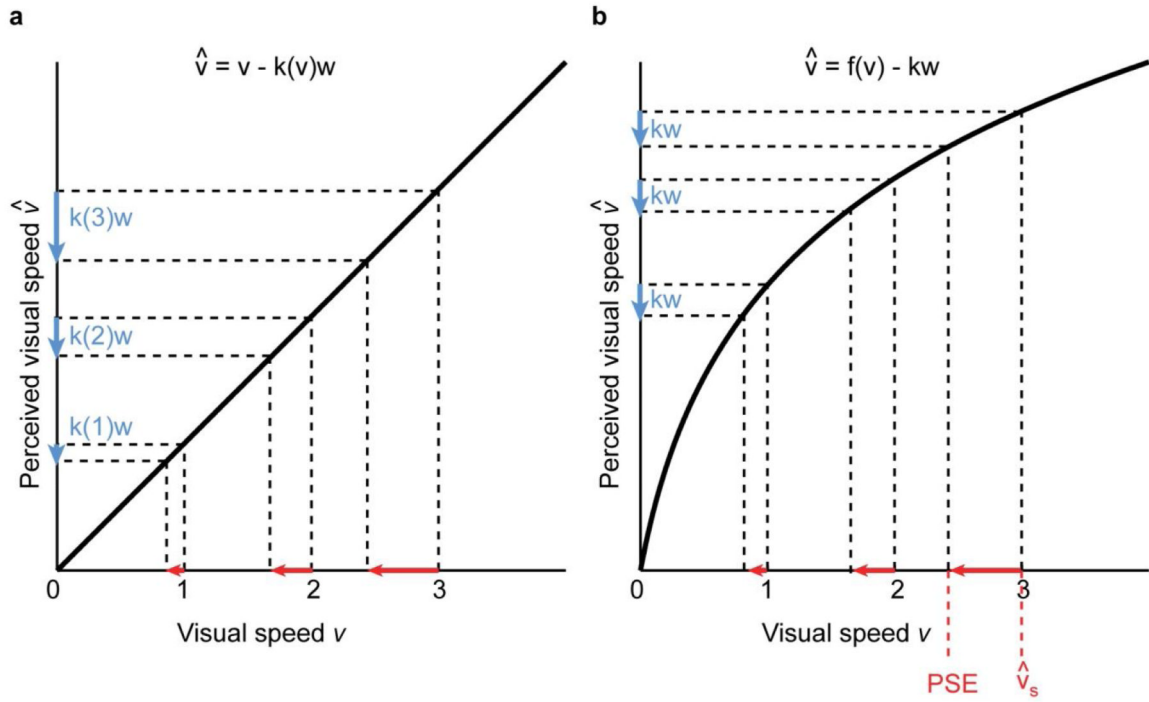 a
v̂ = v - k(v)w
Perceived visual speed v̂
k(3)w
k(2)w
k(1)w
0 1 2 3
Visual speed v
b
v̂ = f(v) - kw
Perceived visual speed v̂
kw
kw
kw
0 1 2 3
Visual speed v
PSE v̂ₛ